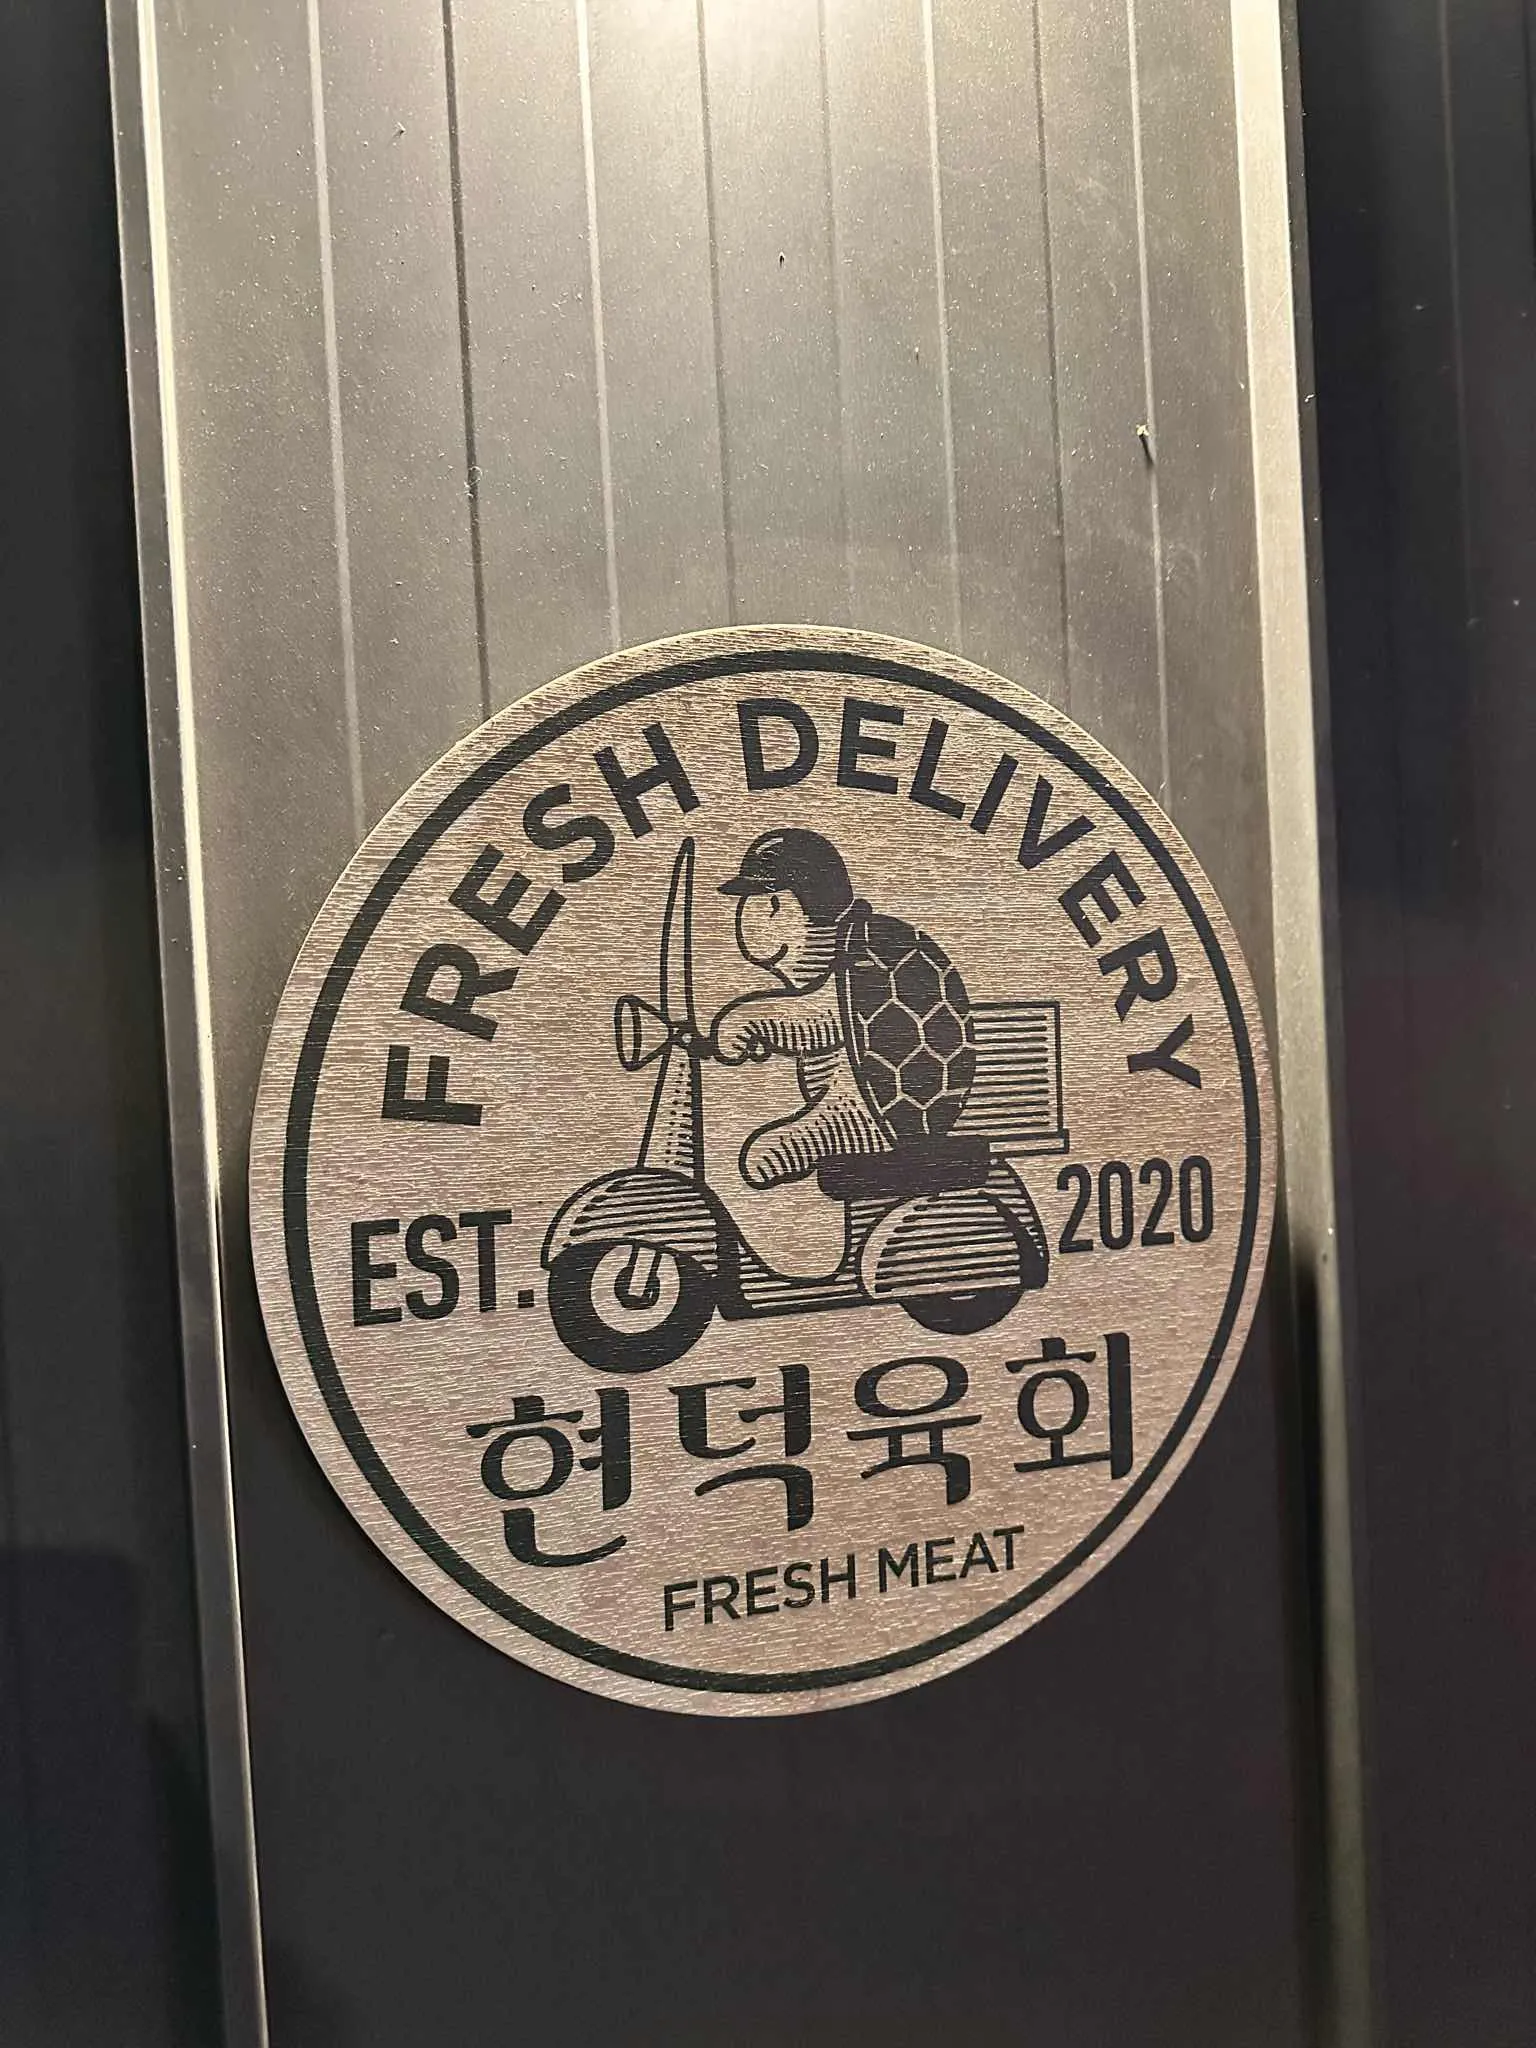 FRESH DELIVERY
EST. 2020
현덕육회
FRESH MEAT